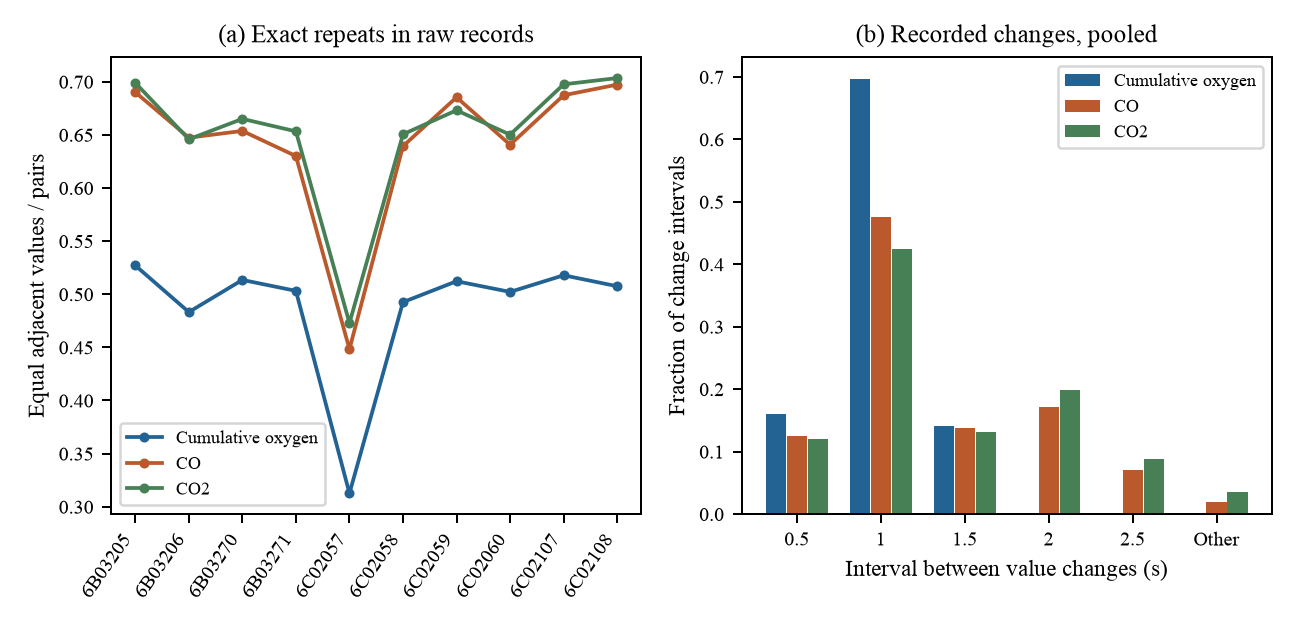 (a) Exact repeats in raw records
Equal adjacent values / pairs
0.70
0.65
0.60
0.55
0.50
0.45
0.40
0.35
0.30
Cumulative oxygen
CO
CO2
6B03205
6B03206
6B03270
6B03271
6C02057
6C02058
6C02059
6C02060
6C02107
6C02108
(b) Recorded changes, pooled
Fraction of change intervals
0.7
0.6
0.5
0.4
0.3
0.2
0.1
0.0
Cumulative oxygen
CO
CO2
0.5
1
1.5
2
2.5
Other
Interval between value changes (s)